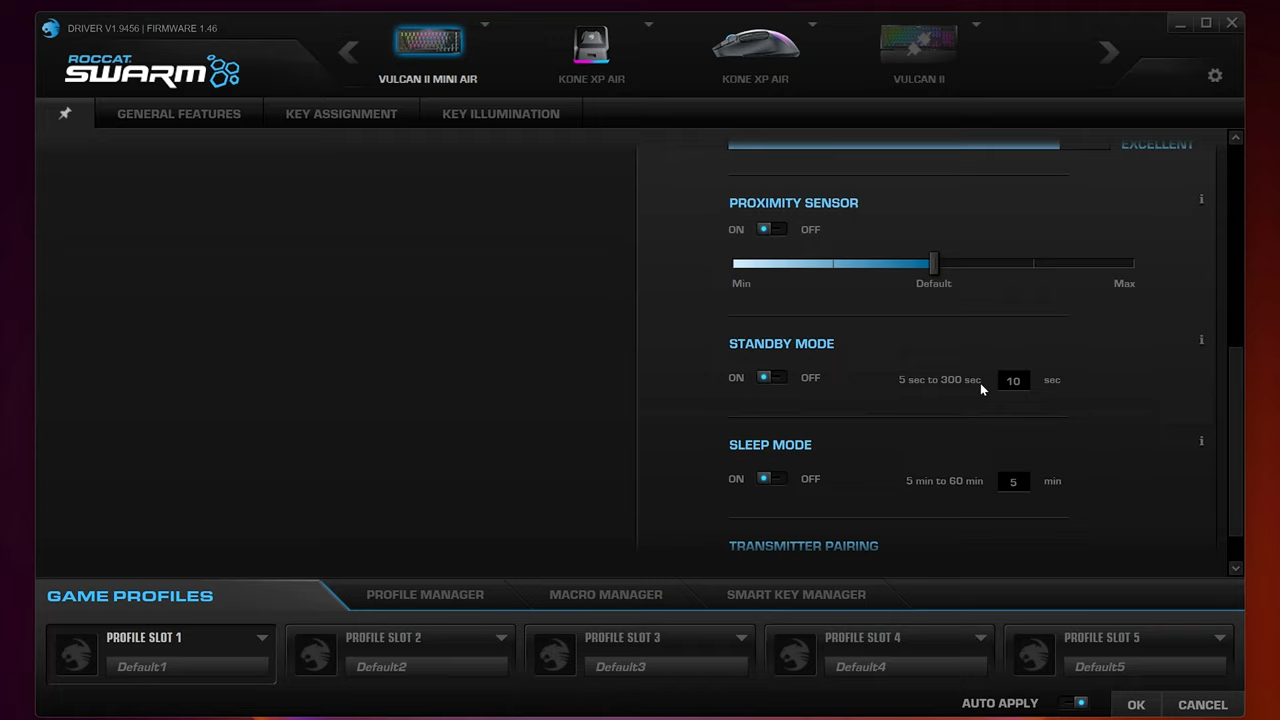 DRIVER V1.9456 | FIRMWARE 1.46
ROCCAT
SWARM
VULCAN II MINI AIR
KONE XP AIR
KONE XP AIR
VULCAN II
GENERAL FEATURES
KEY ASSIGNMENT
KEY ILLUMINATION
EXCELLENT
PROXIMITY SENSOR
ON OFF
Min Default Max
STANDBY MODE
ON OFF 5 sec to 300 sec 10 sec
SLEEP MODE
ON OFF 5 min to 60 min 5 min
TRANSMITTER PAIRING
GAME PROFILES
PROFILE MANAGER
MACRO MANAGER
SMART KEY MANAGER
PROFILE SLOT 1
Default1
PROFILE SLOT 2
Default2
PROFILE SLOT 3
Default3
PROFILE SLOT 4
Default4
PROFILE SLOT 5
Default5
AUTO APPLY
OK
CANCEL